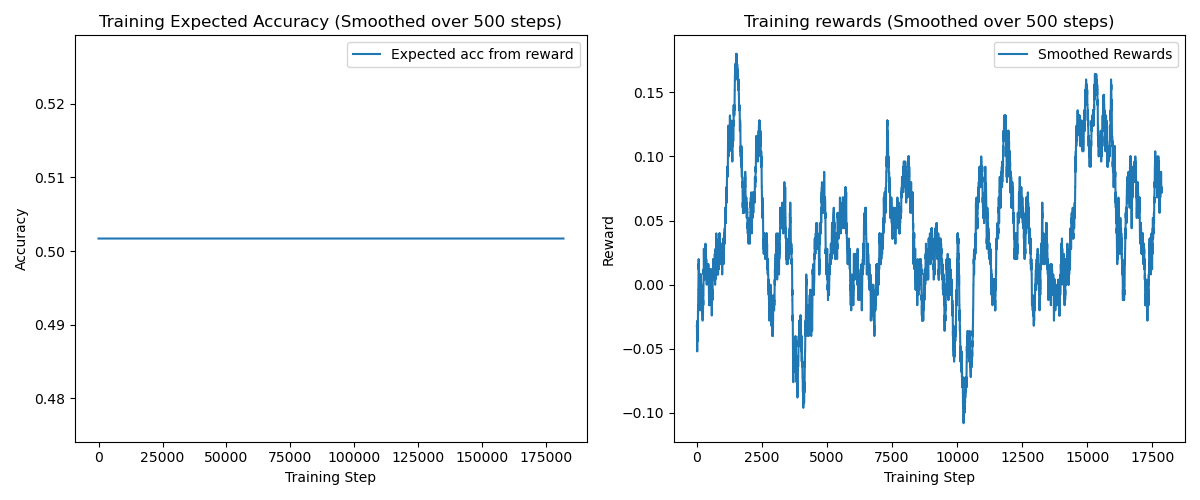 Training Expected Accuracy (Smoothed over 500 steps)
Expected acc from reward
0.52
0.51
0.50
0.49
0.48
Accuracy
0 25000 50000 75000 100000 125000 150000 175000
Training Step
Training rewards (Smoothed over 500 steps)
Smoothed Rewards
0.15
0.10
0.05
0.00
−0.05
−0.10
Reward
0 2500 5000 7500 10000 12500 15000 17500
Training Step